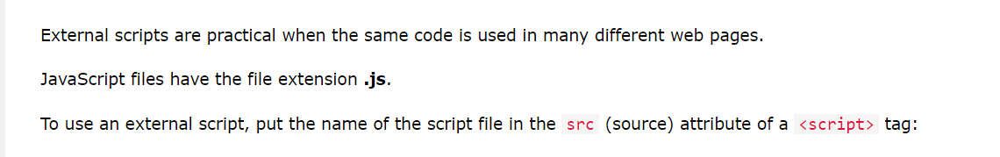 External scripts are practical when the same code is used in many different web pages.
JavaScript files have the file extension .js.
To use an external script, put the name of the script file in the src (source) attribute of a <script> tag: